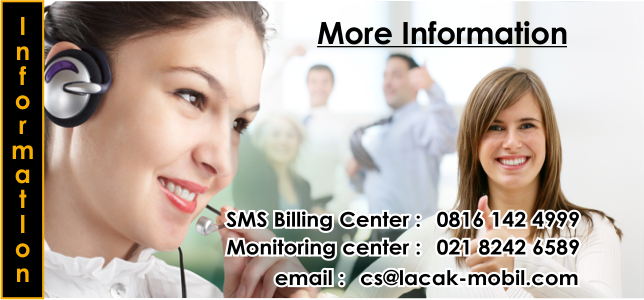 InformatIon
More Information
SMS Billing Center : 0816 142 4999
Monitoring center : 021 8242 6589
email : cs@lacak-mobil.com